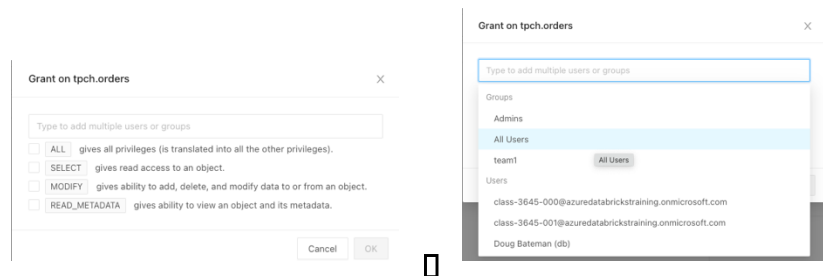 Grant on tpch.orders
Type to add multiple users or groups
ALL gives all privileges (is translated into all the other privileges).
SELECT gives read access to an object.
MODIFY gives ability to add, delete, and modify data to or from an object.
READ_METADATA gives ability to view an object and its metadata.
Cancel OK
Grant on tpch.orders
Type to add multiple users or groups
Groups
Admins
All Users
team1 All Users
Users
class-3645-000@azuredatabrickstraining.onmicrosoft.com
class-3645-001@azuredatabrickstraining.onmicrosoft.com
Doug Bateman (db)